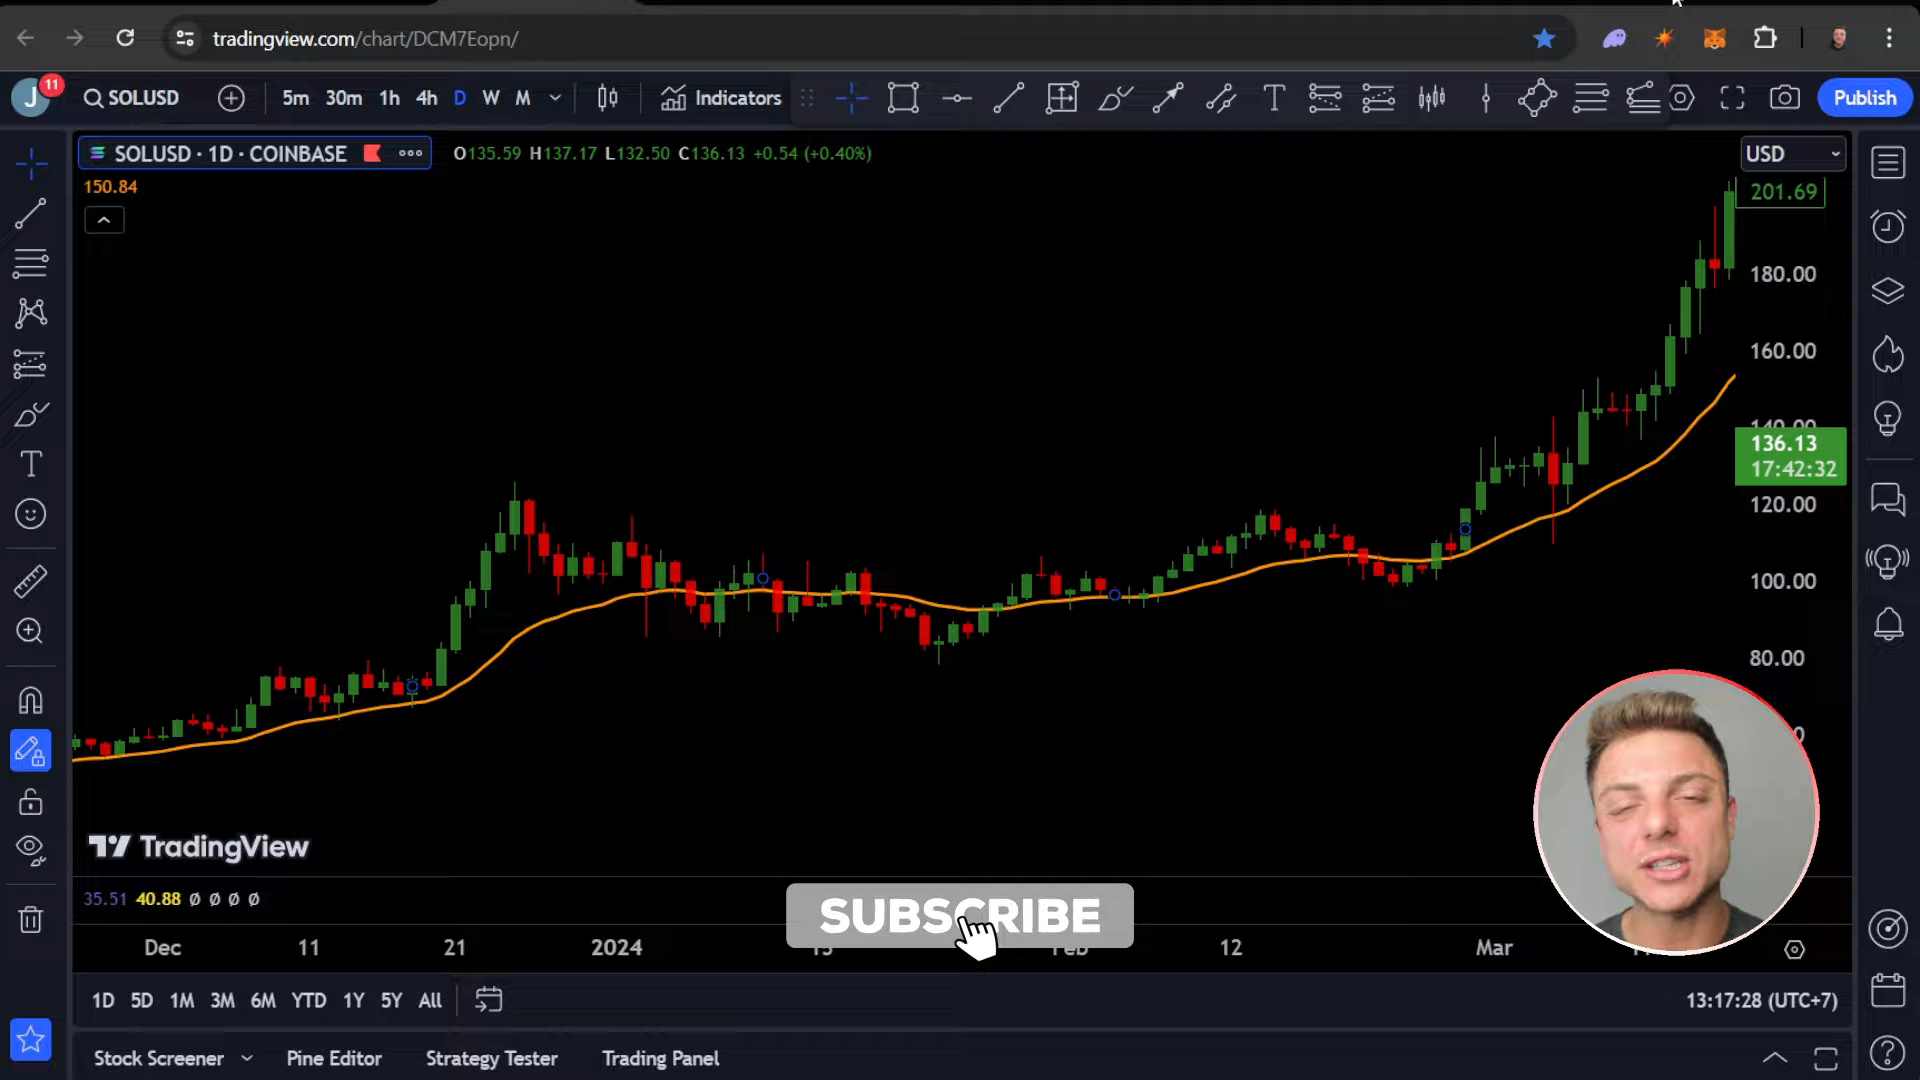 tradingview.com/chart/DCM7Eopn/
J 11 SOLUSD 5m 30m 1h 4h D W M Indicators T Publish
SOLUSD · 1D · COINBASE O135.59 H137.17 L132.50 C136.13 +0.54 (+0.40%) USD
150.84
201.69
180.00
160.00
140.00
136.13
17:42:32
120.00
100.00
80.00
TradingView
35.51 40.88 ø ø ø ø
SUBSCRIBE
Dec 11 21 2024 15 Feb 12 Mar
1D 5D 1M 3M 6M YTD 1Y 5Y All 13:17:28 (UTC+7)
Stock Screener Pine Editor Strategy Tester Trading Panel